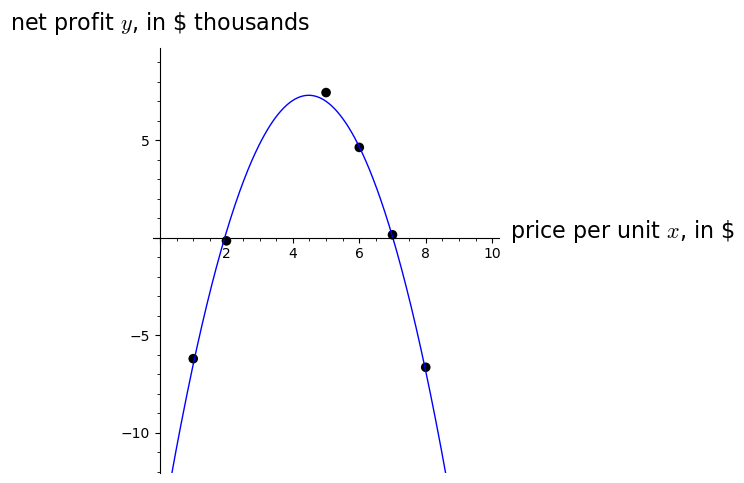 net profit y, in $ thousands
5
price per unit x, in $
2 4 6 8 10
−5
−10